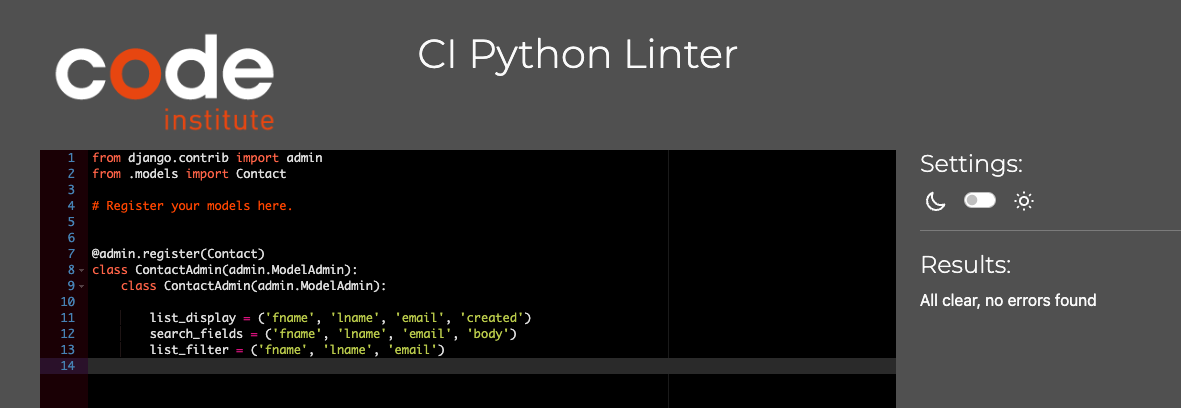 code
institute
CI Python Linter
1 from django.contrib import admin
2 from .models import Contact
3
4 # Register your models here.
5
6
7 @admin.register(Contact)
8 class ContactAdmin(admin.ModelAdmin):
9     class ContactAdmin(admin.ModelAdmin):
10
11         list_display = ('fname', 'lname', 'email', 'created')
12         search_fields = ('fname', 'lname', 'email', 'body')
13         list_filter = ('fname', 'lname', 'email')
14
Settings:
Results:
All clear, no errors found